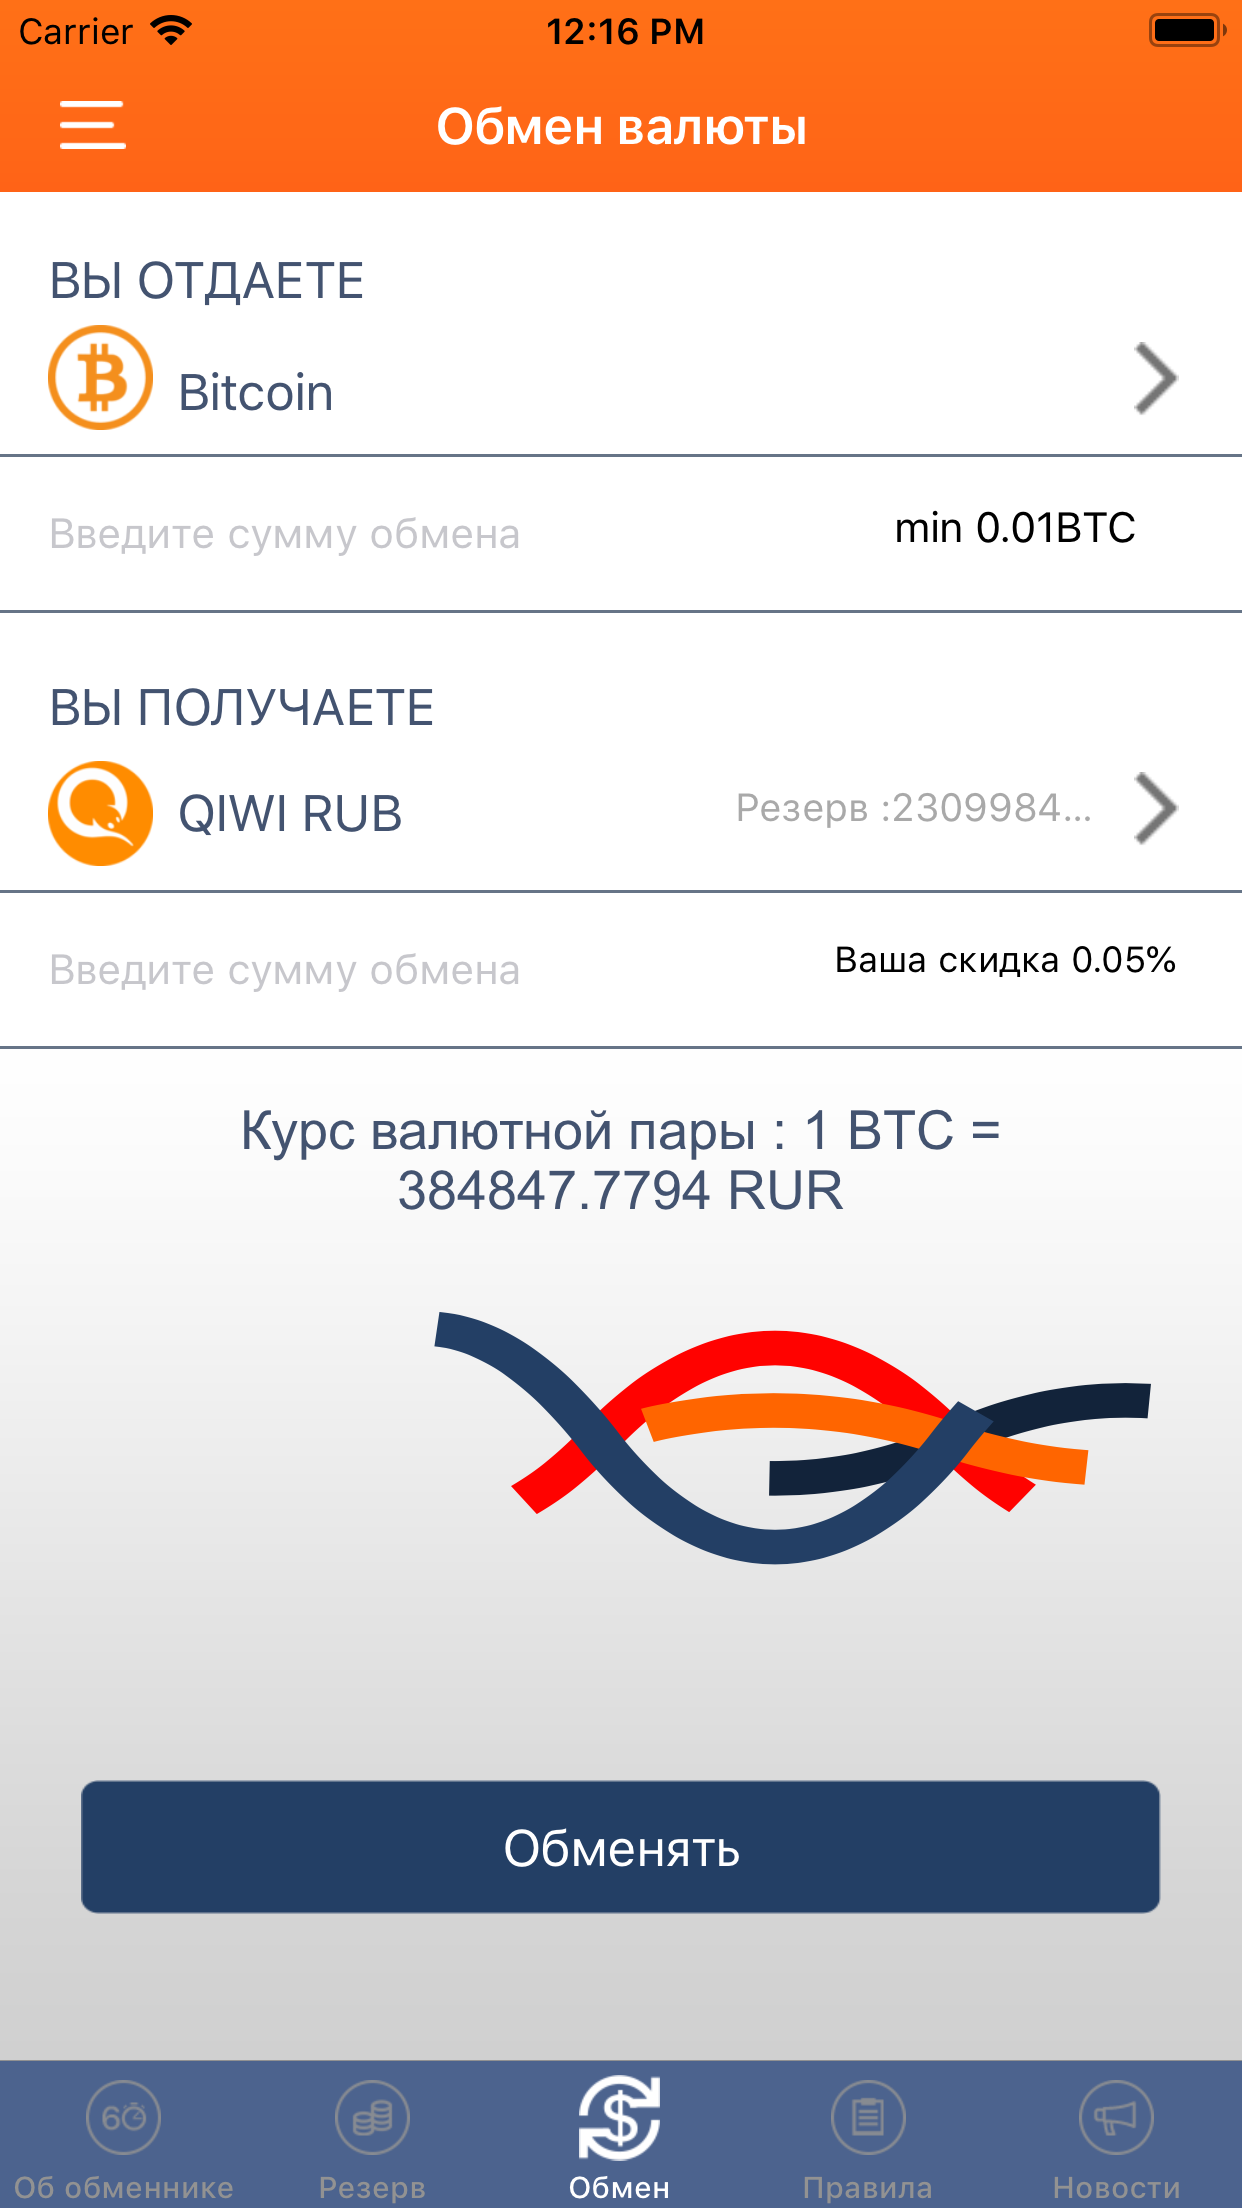 Carrier 12:16 PM
Обмен валюты
ВЫ ОТДАЕТЕ
Bitcoin
Введите сумму обмена min 0.01BTC
ВЫ ПОЛУЧАЕТЕ
QIWI RUB Резерв :2309984...
Введите сумму обмена Ваша скидка 0.05%
Курс валютной пары : 1 BTC =
384847.7794 RUR
Обменять
Об обменнике Резерв Обмен Правила Новости